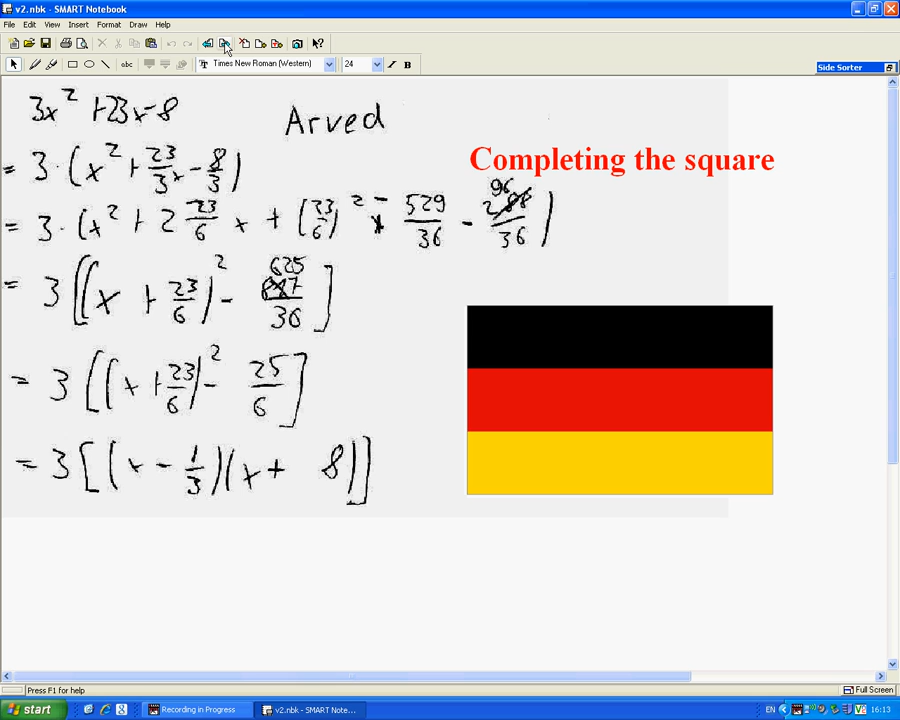 v2.nbk - SMART Notebook
File Edit View Insert Format Draw Help
abc Times New Roman (Western) 24 I B
Side Sorter
3x² + 23x - 8
Arved
= 3 · (x² + 23/3 x - 8/3)
Completing the square
= 3 · (x² + 2 23/6 x + (23/6)² - 529/36 - 96/36)
= 3 [(x + 23/6)² - 625/36]
= 3 [(x + 23/6)² - 25/6]
= 3 [(x - 1/3)(x + 8)]
Press F1 for help
Full Screen
start Recording in Progress v2.nbk - SMART Note... EN 16:13